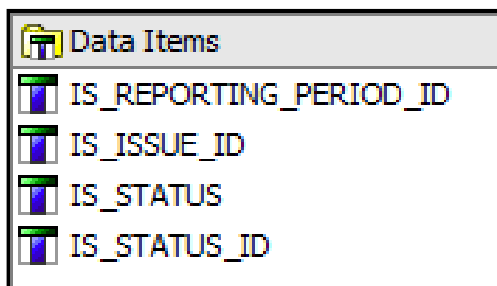 Data Items
IS_REPORTING_PERIOD_ID
IS_ISSUE_ID
IS_STATUS
IS_STATUS_ID